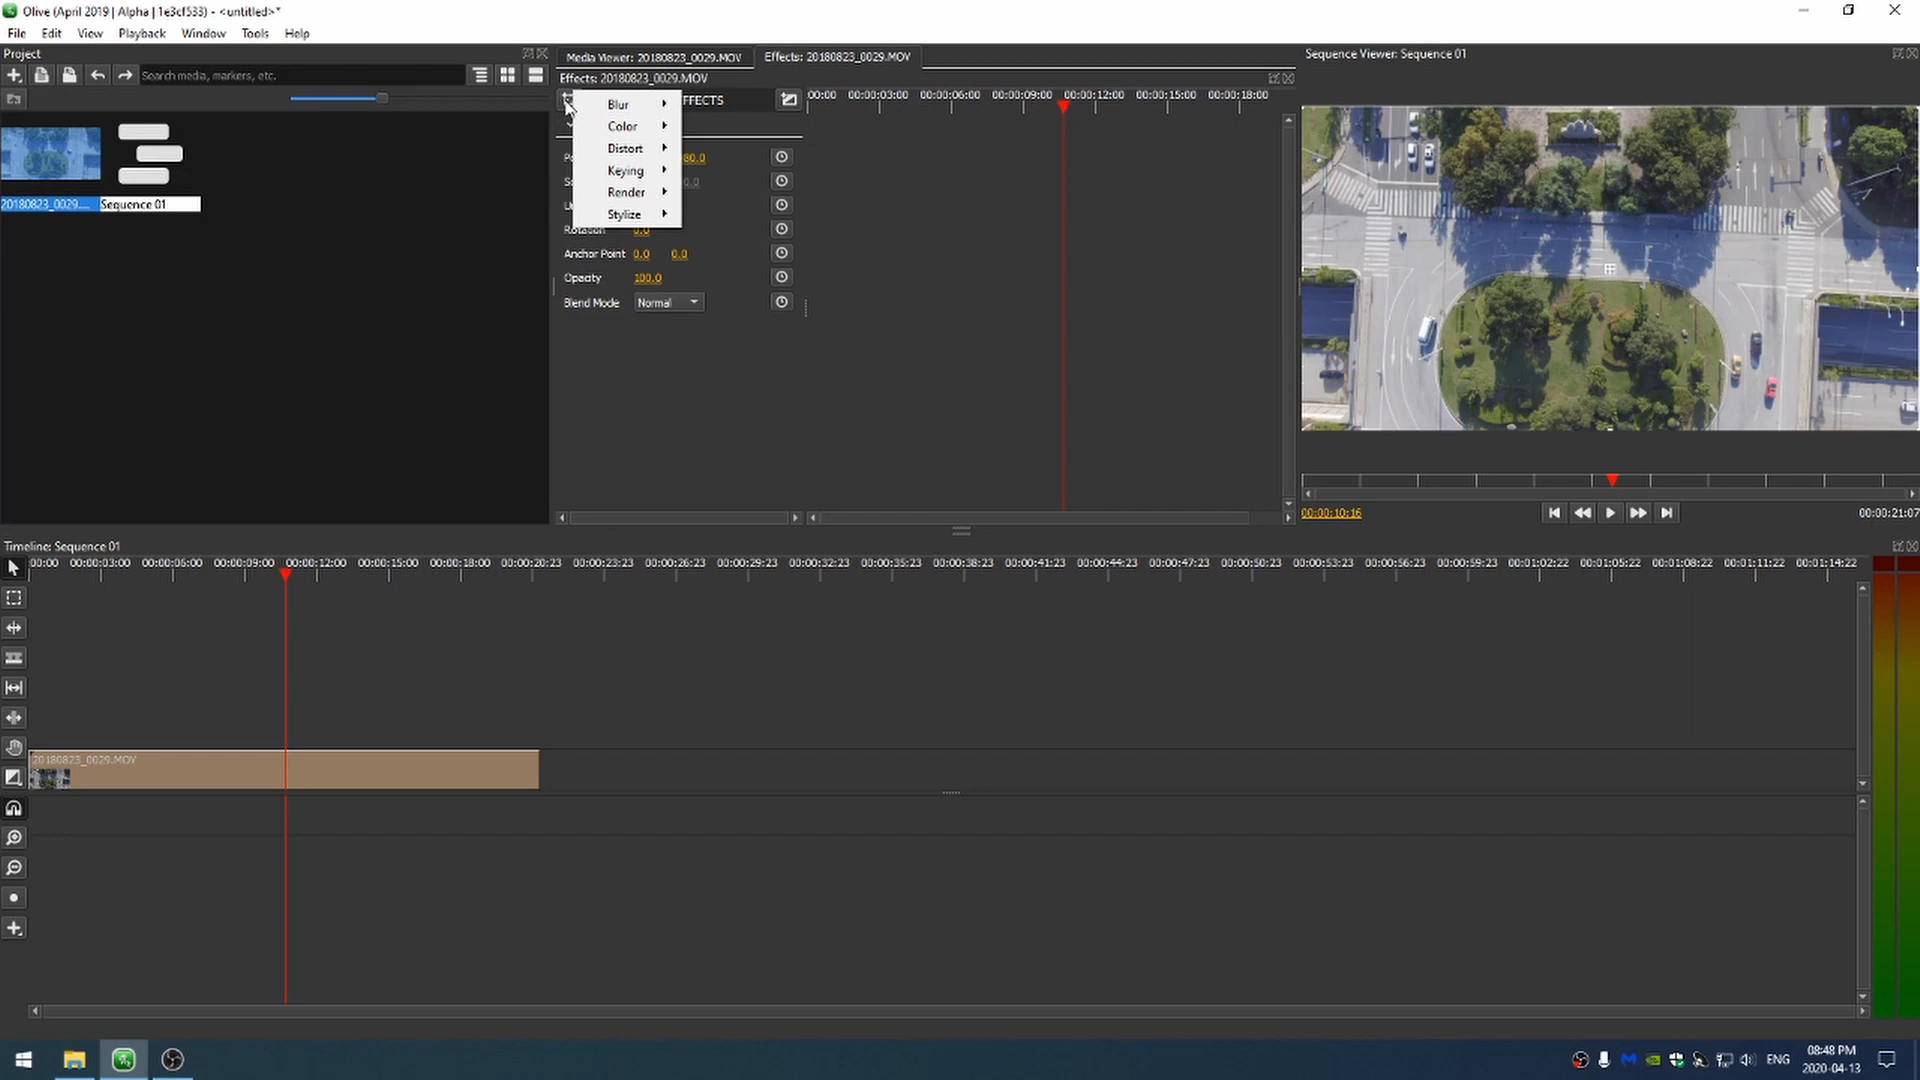 Olive (April 2019 | Alpha | 1e3cf533) - <untitled>*
File Edit View Playback Window Tools Help
Project
Search media, markers, etc.
20180823_0029....
Sequence 01
Media Viewer: 20180823_0029.MOV
Effects: 20180823_0029.MOV
Effects: 20180823_0029.MOV
FFECTS
Blur
Color
Distort
Keying
Render
Stylize
Rotation 0.0
Anchor Point 0.0 0.0
Opacity 100.0
Blend Mode Normal
00:00 00:00:03:00 00:00:06:00 00:00:09:00 00:00:12:00 00:00:15:00 00:00:18:00
Sequence Viewer: Sequence 01
00:00:10:16
00:00:21:07
Timeline: Sequence 01
00:00 00:00:03:00 00:00:06:00 00:00:09:00 00:00:12:00 00:00:15:00 00:00:18:00 00:00:20:23 00:00:23:23 00:00:26:23 00:00:29:23 00:00:32:23 00:00:35:23 00:00:38:23 00:00:41:23 00:00:44:23 00:00:47:23 00:00:50:23 00:00:53:23 00:00:56:23 00:00:59:23 00:01:02:22 00:01:05:22 00:01:08:22 00:01:11:22 00:01:14:22
20180823_0029.MOV
ENG
08:48 PM
2020-04-13